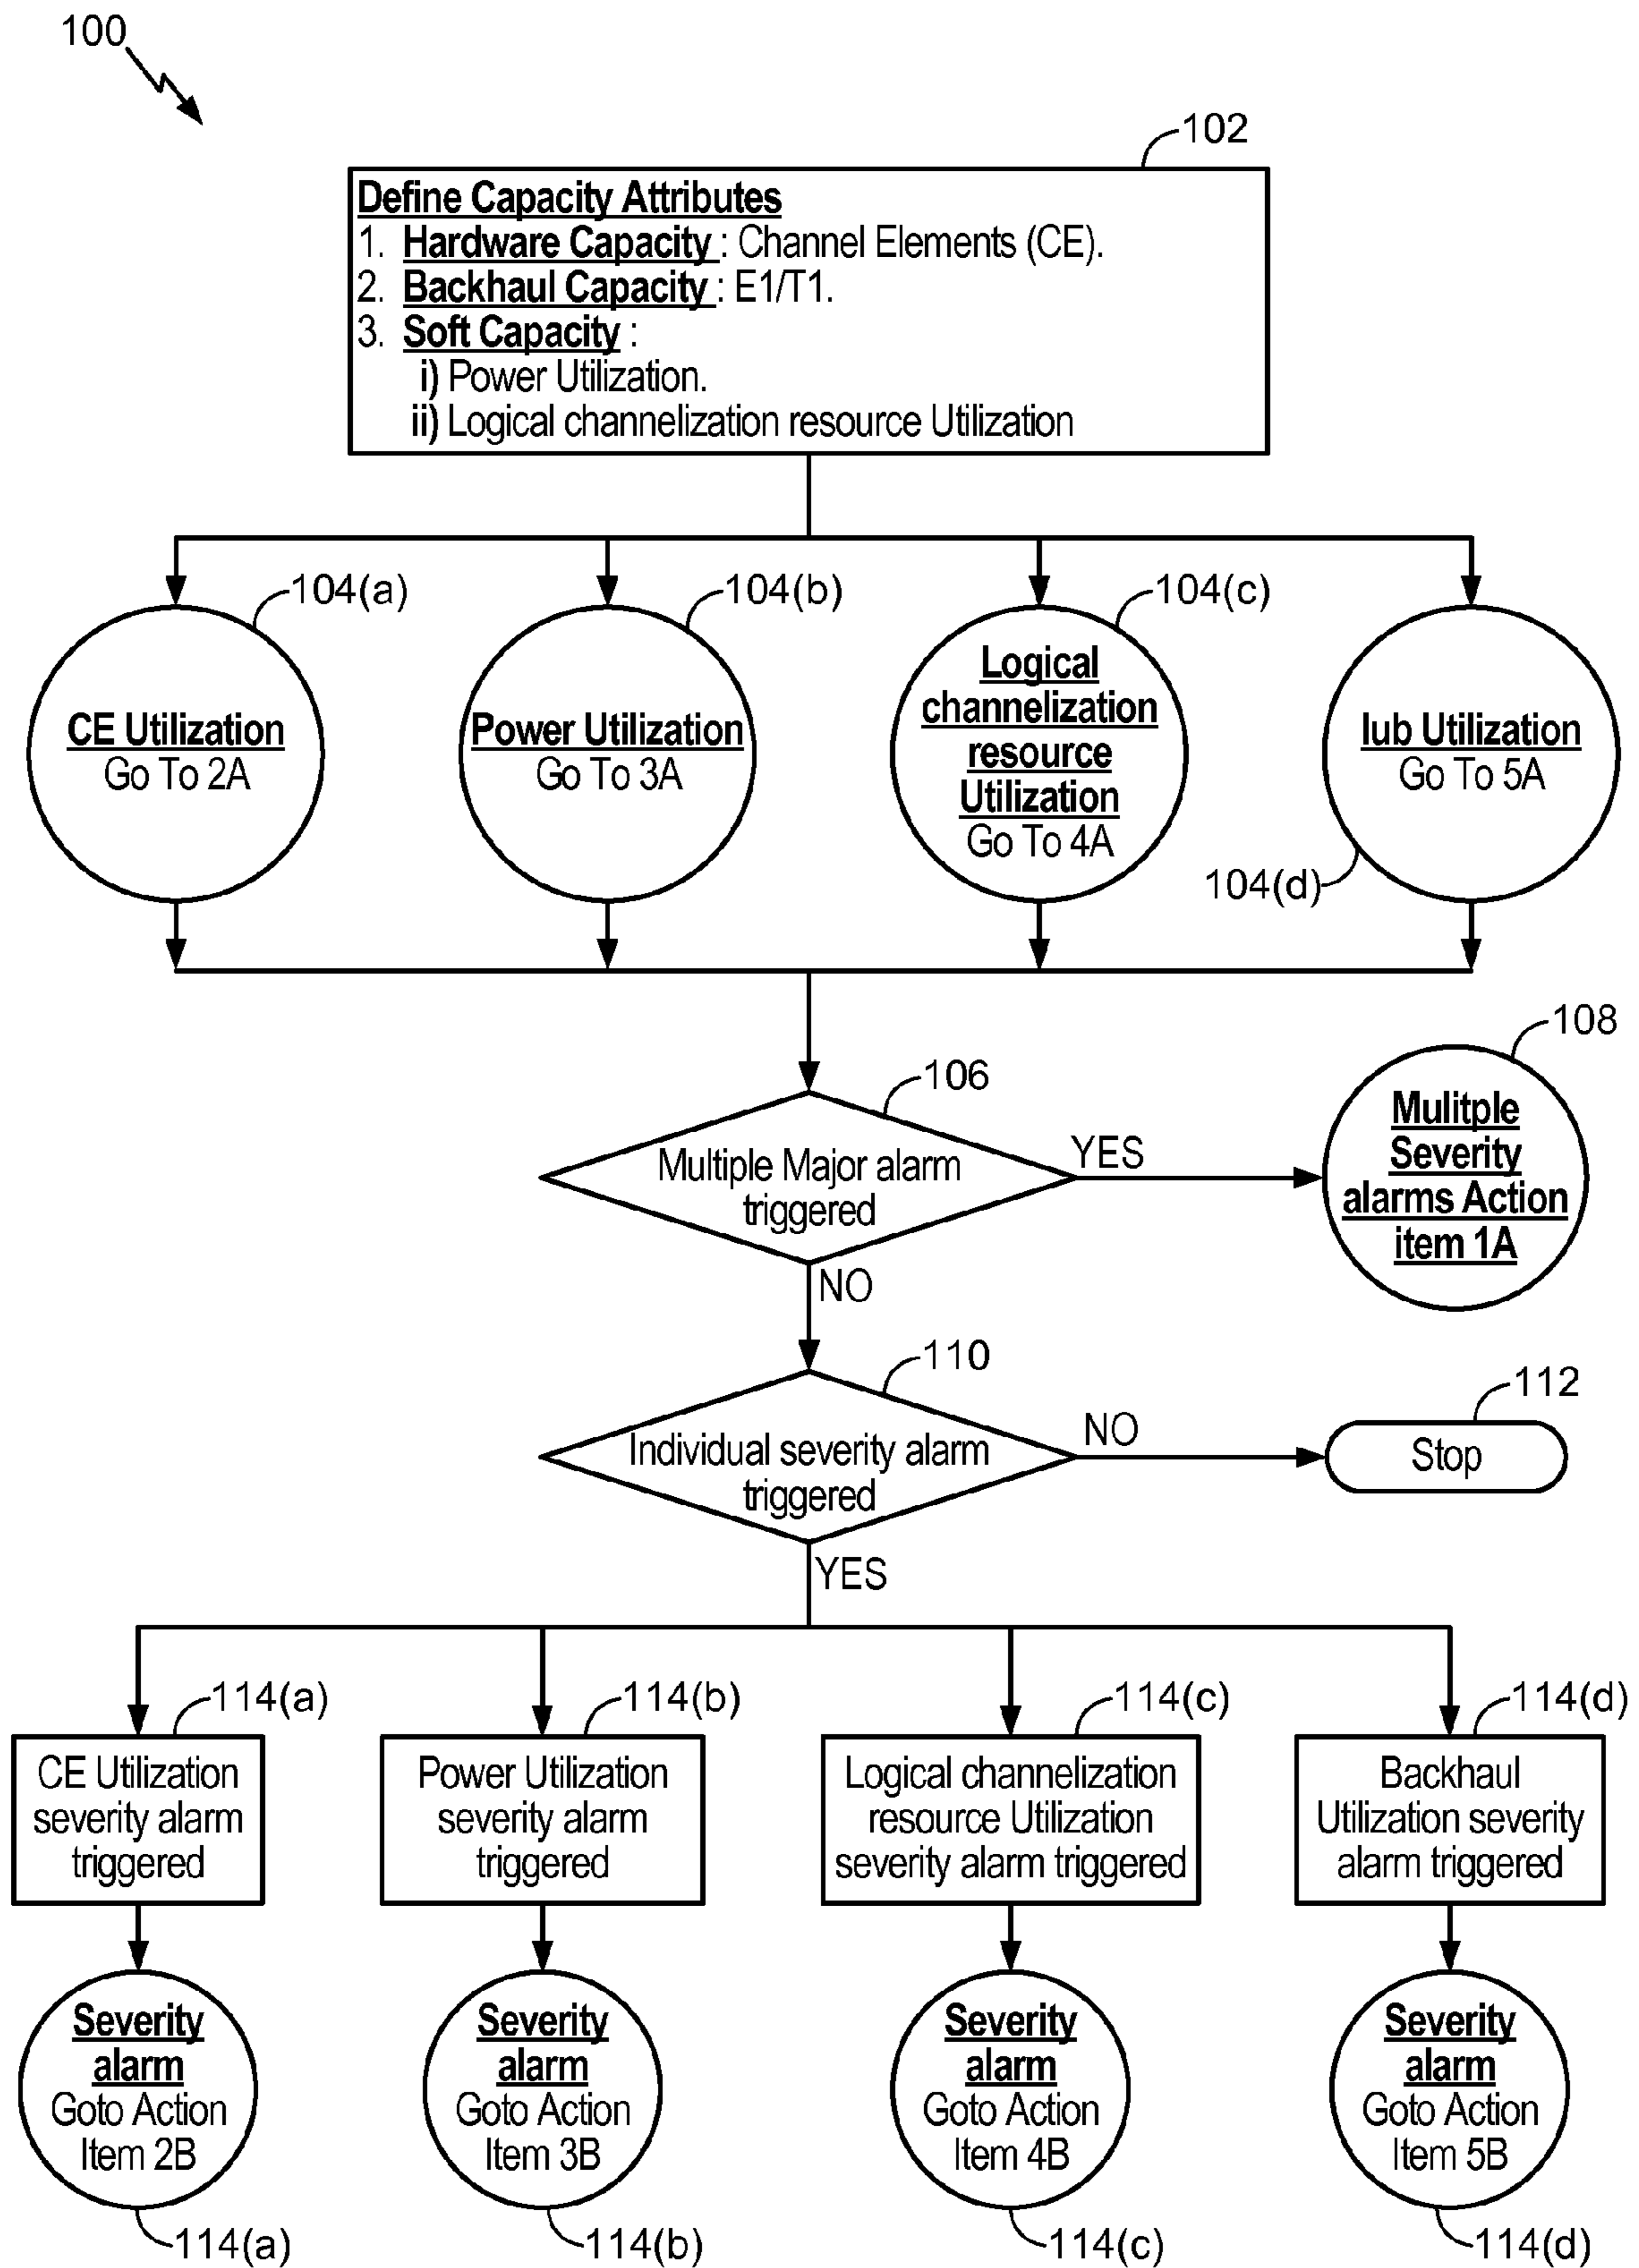 100
102
Define Capacity Attributes
1. Hardware Capacity : Channel Elements (CE).
2. Backhaul Capacity : E1/T1.
3. Soft Capacity :
i) Power Utilization.
ii) Logical channelization resource Utilization
104(a)
104(b)
104(c)
CE Utilization
Go To 2A
Power Utilization
Go To 3A
Logical
channelization
resource
Utilization
Go To 4A
Iub Utilization
Go To 5A
104(d)
106
Multiple Major alarm
triggered
YES
NO
108
Mulitple
Severity
alarms Action
item 1A
110
Individual severity alarm
triggered
NO
YES
112
Stop
114(a)
114(b)
114(c)
114(d)
CE Utilization
severity alarm
triggered
Power Utilization
severity alarm
triggered
Logical channelization
resource Utilization
severity alarm triggered
Backhaul
Utilization severity
alarm triggered
Severity
alarm
Goto Action
Item 2B
Severity
alarm
Goto Action
Item 3B
Severity
alarm
Goto Action
Item 4B
Severity
alarm
Goto Action
Item 5B
114(a)
114(b)
114(c)
114(d)